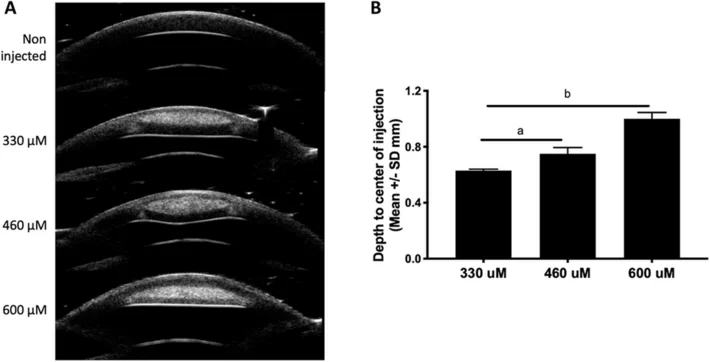 A
Non
injected
330 µM
460 µM
600 µM
B
Depth to center of injection
(Mean +/- SD mm)
1.2
0.8
0.4
0.0
b
a
330 uM 460 uM 600 uM